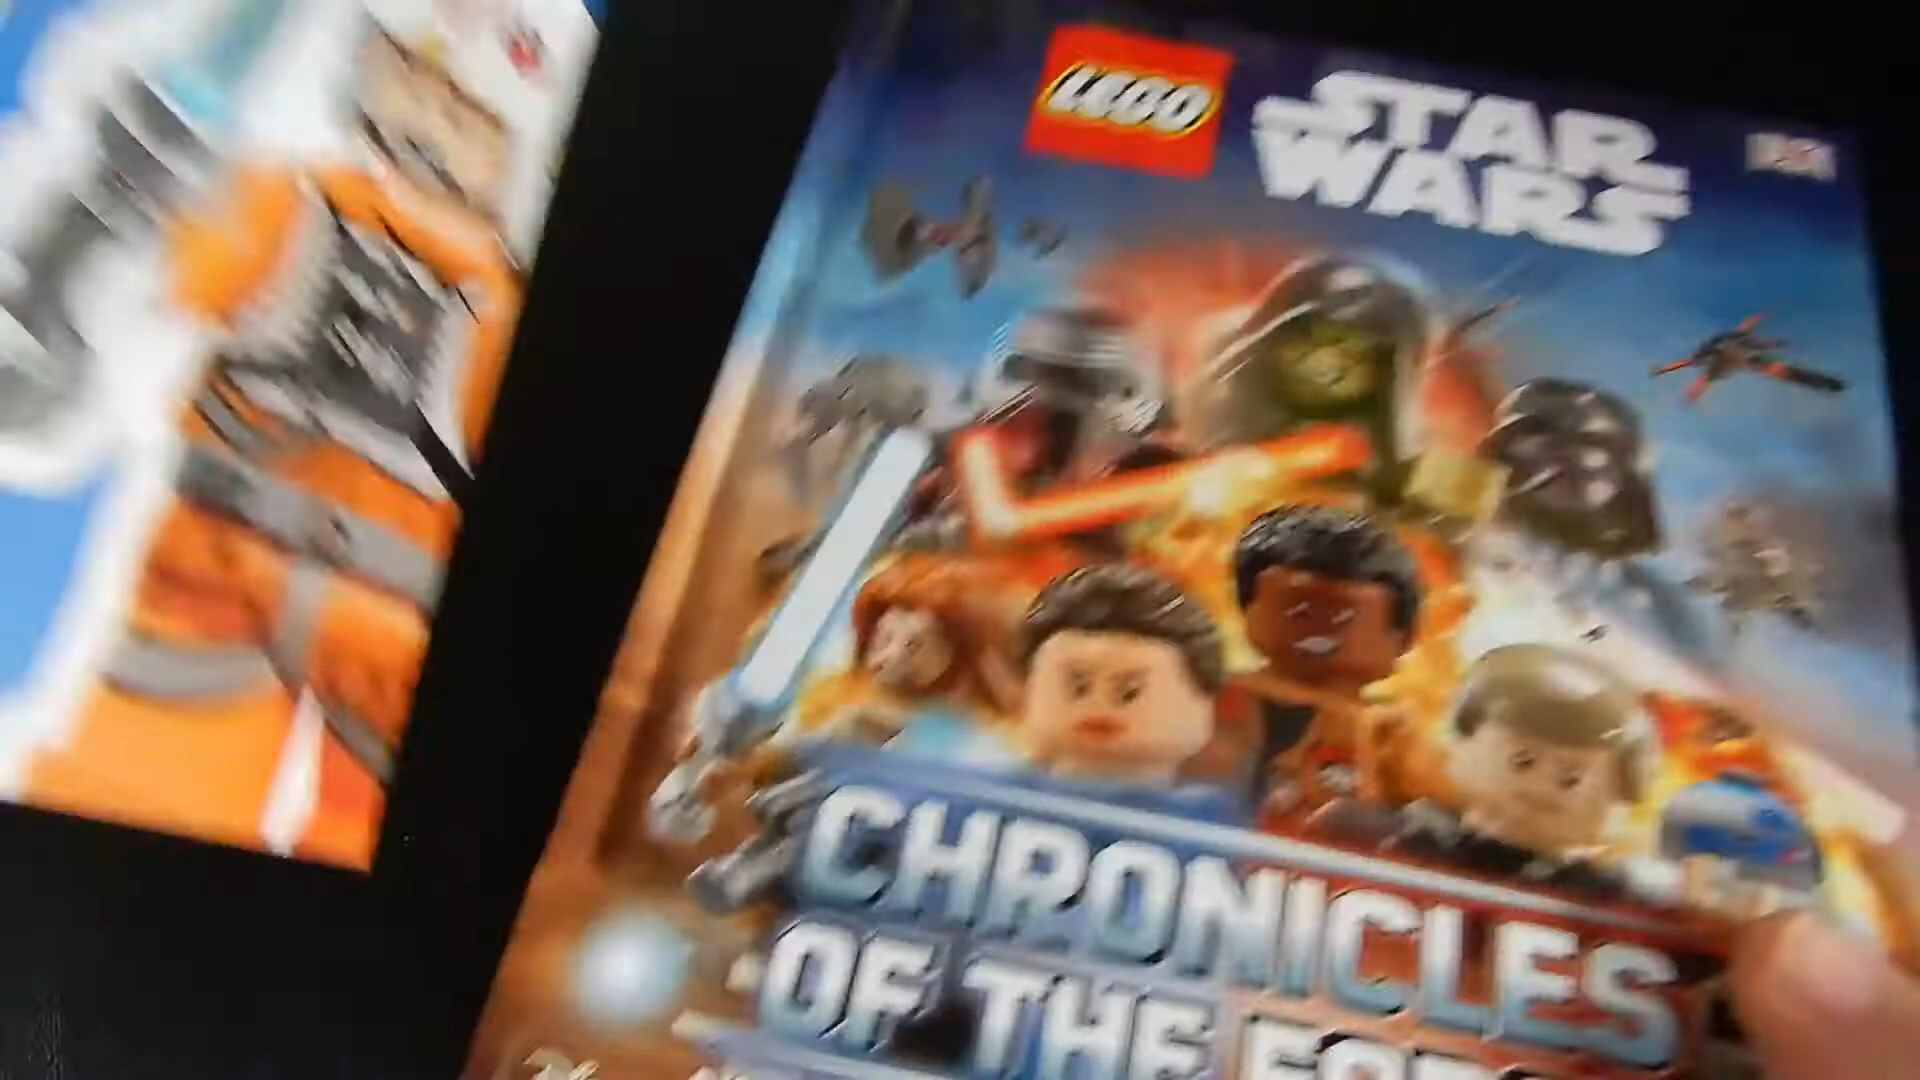 LEGO
STAR
WARS
DK
CHRONICLES
OF THE